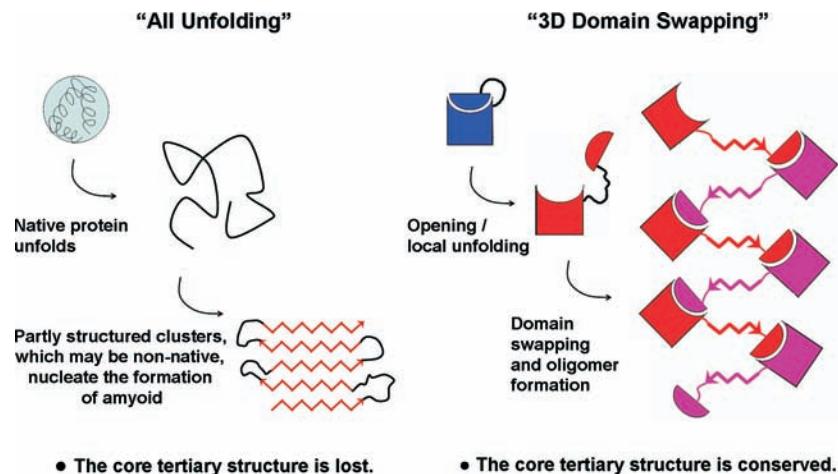 “All Unfolding”
Native protein
unfolds
Partly structured clusters,
which may be non-native,
nucleate the formation
of amyoid
● The core tertiary structure is lost.
“3D Domain Swapping”
Opening /
local unfolding
Domain
swapping
and oligomer
formation
● The core tertiary structure is conserved.